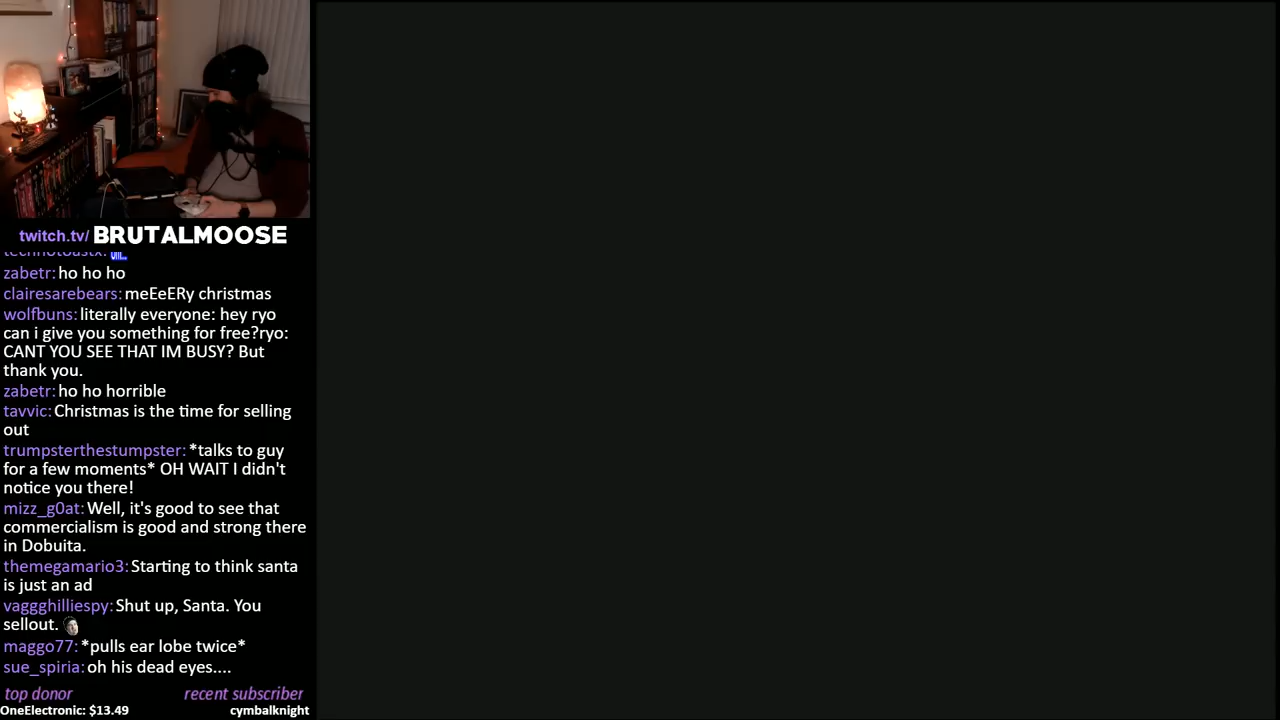 twitch.tv/ BRUTALMOOSE
zabetr: ho ho ho
clairesarebears: meEeERy christmas
wolfbuns: literally everyone: hey ryo
can i give you something for free?ryo:
CANT YOU SEE THAT IM BUSY? But
thank you.
zabetr: ho ho horrible
tavvic: Christmas is the time for selling
out
trumpsterthestumpster: *talks to guy
for a few moments* OH WAIT I didn't
notice you there!
mizz_g0at: Well, it's good to see that
commercialism is good and strong there
in Dobuita.
themegamario3: Starting to think santa
is just an ad
vaggghilliespy: Shut up, Santa. You
sellout.
maggo77: *pulls ear lobe twice*
sue_spiria: oh his dead eyes....
top donor recent subscriber
OneElectronic: $13.49 cymbalknight